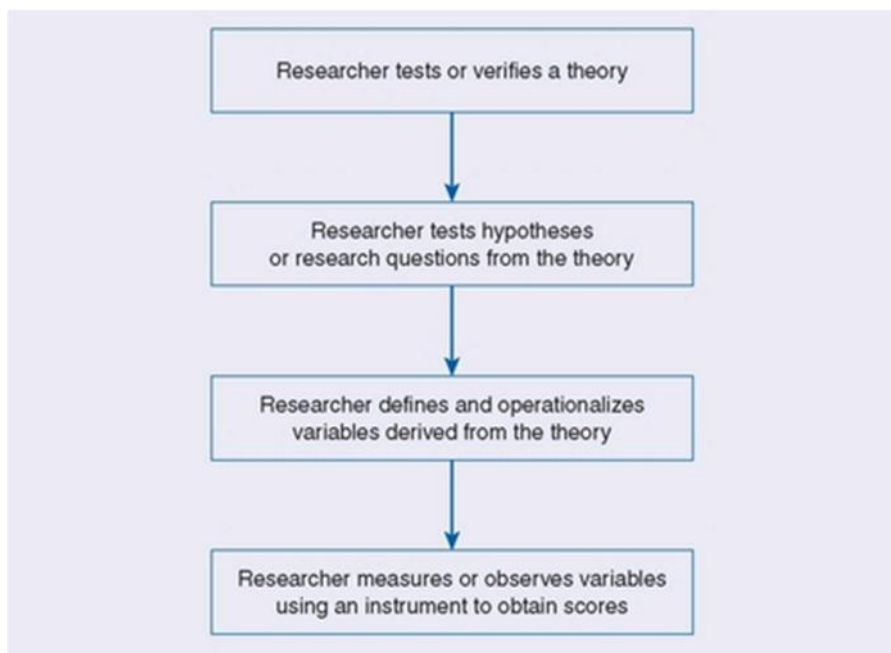 Researcher tests or verifies a theory
Researcher tests hypotheses
or research questions from the theory
Researcher defines and operationalizes
variables derived from the theory
Researcher measures or observes variables
using an instrument to obtain scores